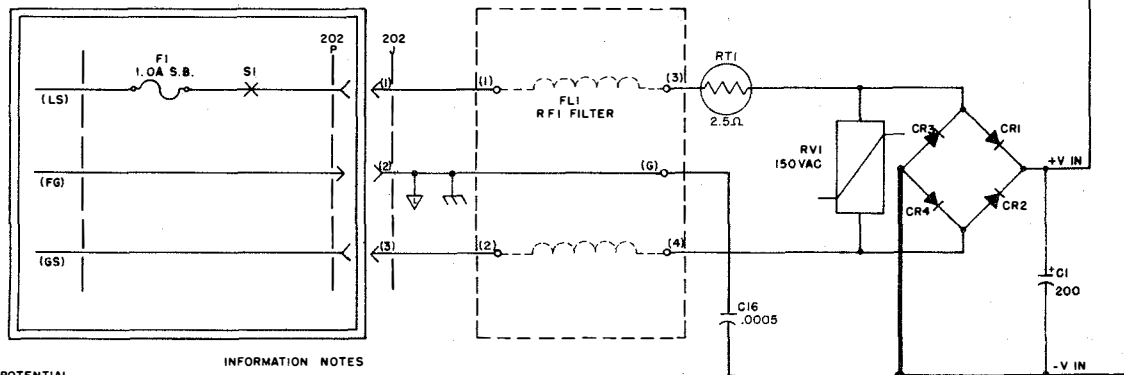 202
P
202
J
F1
1.0A S.B.
S1
(LS)
(1)
(1)
FL1
RFI FILTER
(3)
RT1
2.5Ω
RV1
150VAC
CR3
CR1
CR4
CR2
+V IN
(FG)
(2)
L
(G)
(GS)
(3)
(2)
(4)
C16
.0005
+
C1
200
-V IN
INFORMATION NOTES
POTENTIAL